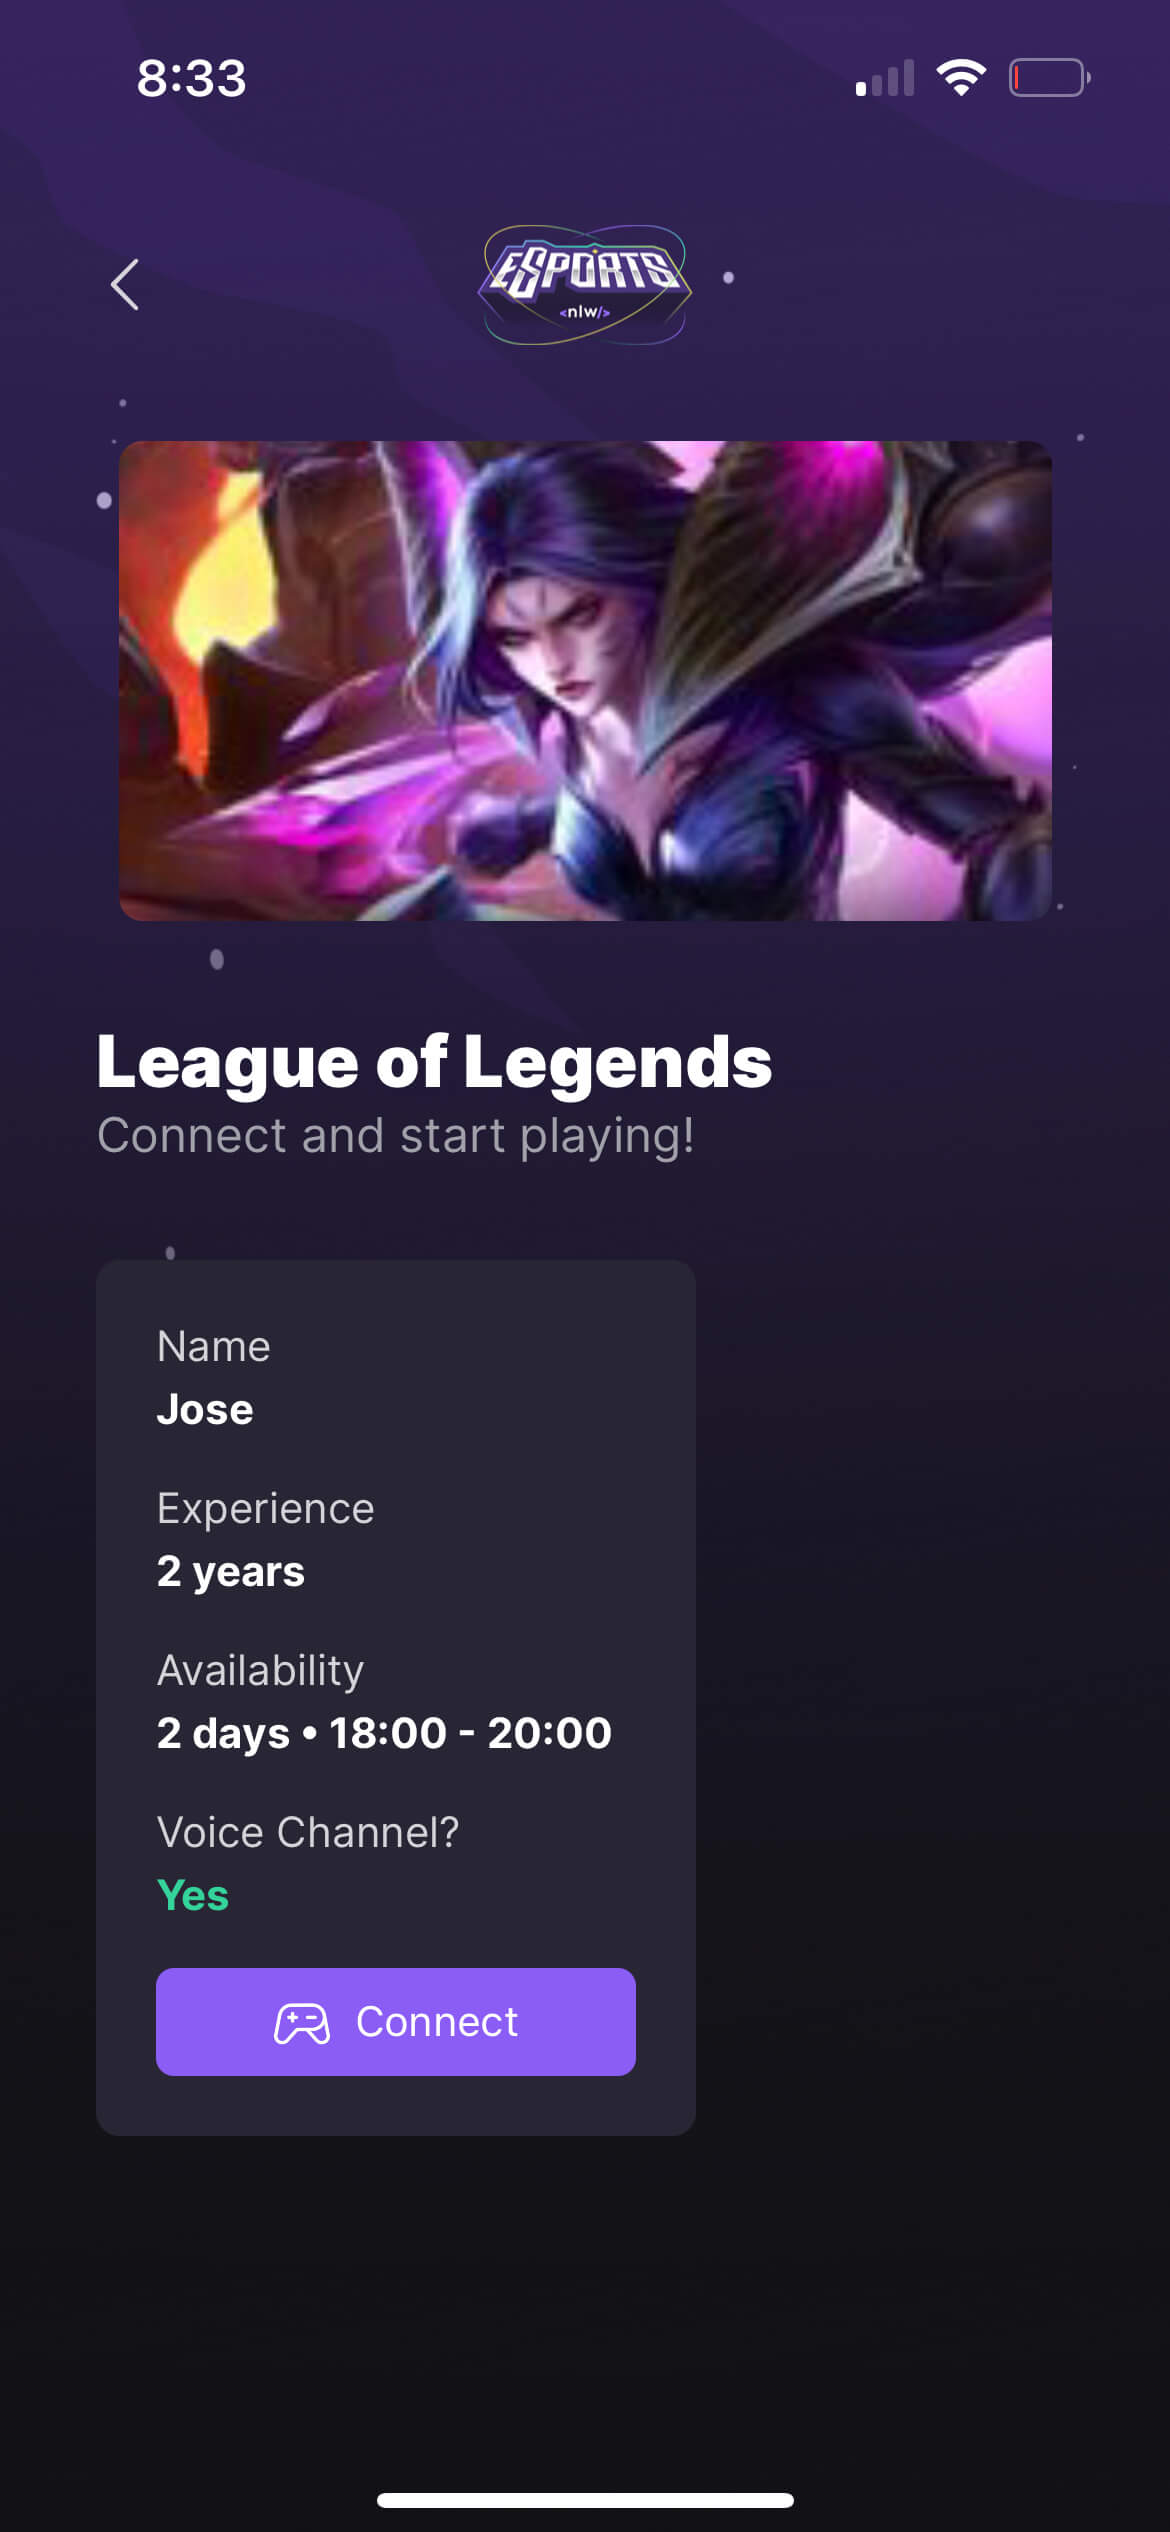 8:33
ESPORTS
<nlw/>
League of Legends
Connect and start playing!
Name
Jose
Experience
2 years
Availability
2 days • 18:00 - 20:00
Voice Channel?
Yes
Connect